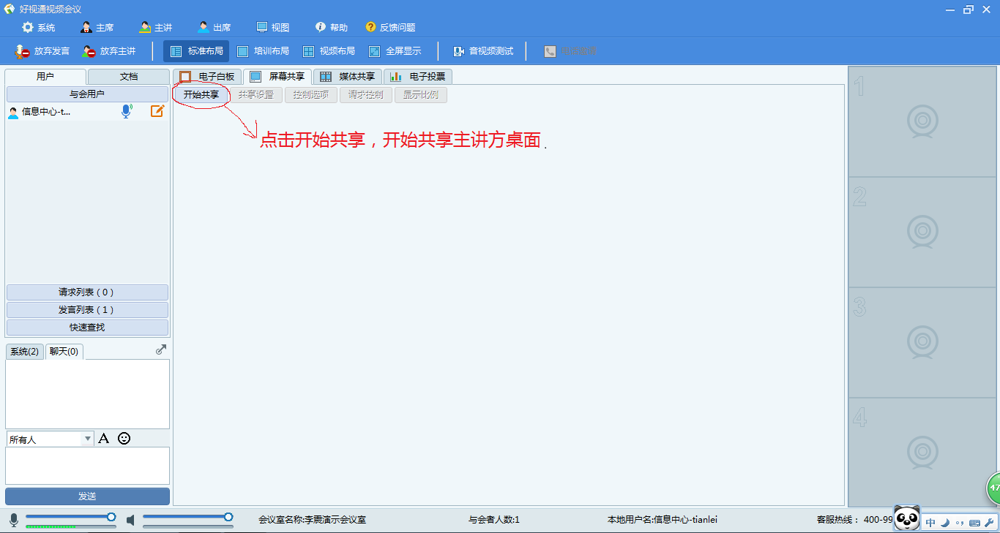 好视通视频会议
系统 主席 主讲 出席 视图 帮助 反馈问题
放弃发言 放弃主讲 标准布局 培训布局 视频布局 全屏显示 音视频测试 电话邀请
用户 文档 电子白板 屏幕共享 媒体共享 电子投票
与会用户 开始共享 共享设置 控制选项 请求控制 显示比例
信息中心-t...
点击开始共享，开始共享主讲方桌面.
1
2
3
4
请求列表（0）
发言列表（1）
快速查找
系统(2) 聊天(0)
所有人 A
发送
47
会议室名称:李震演示会议室 与会者人数:1 本地用户名:信息中心-tianlei 客服热线： 400-99
中